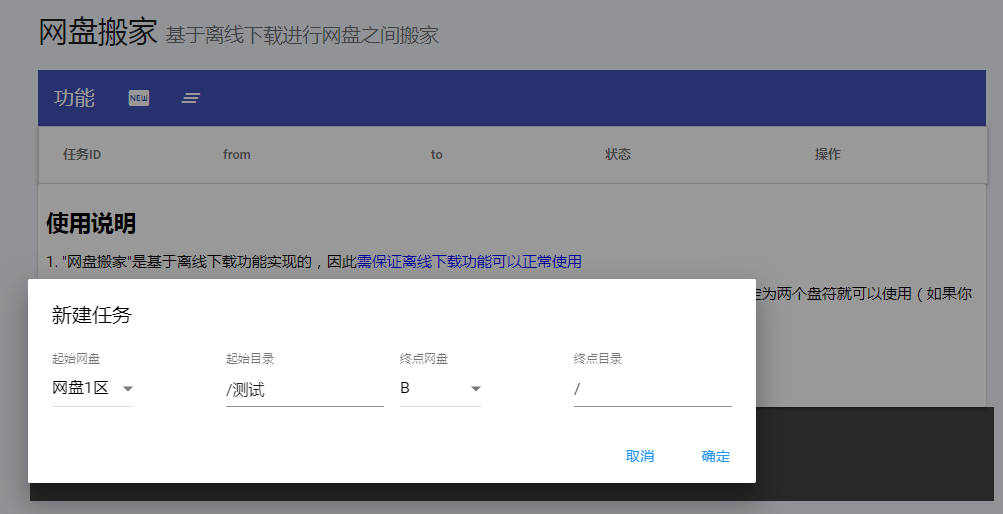 网盘搬家 基于离线下载进行网盘之间搬家
功能 NEW
任务ID from to 状态 操作
使用说明
1. "网盘搬家"是基于离线下载功能实现的，因此需保证离线下载功能可以正常使用
为两个盘符就可以使用（如果你
新建任务
起始网盘 起始目录 终点网盘 终点目录
网盘1区 /测试 B /
取消 确定